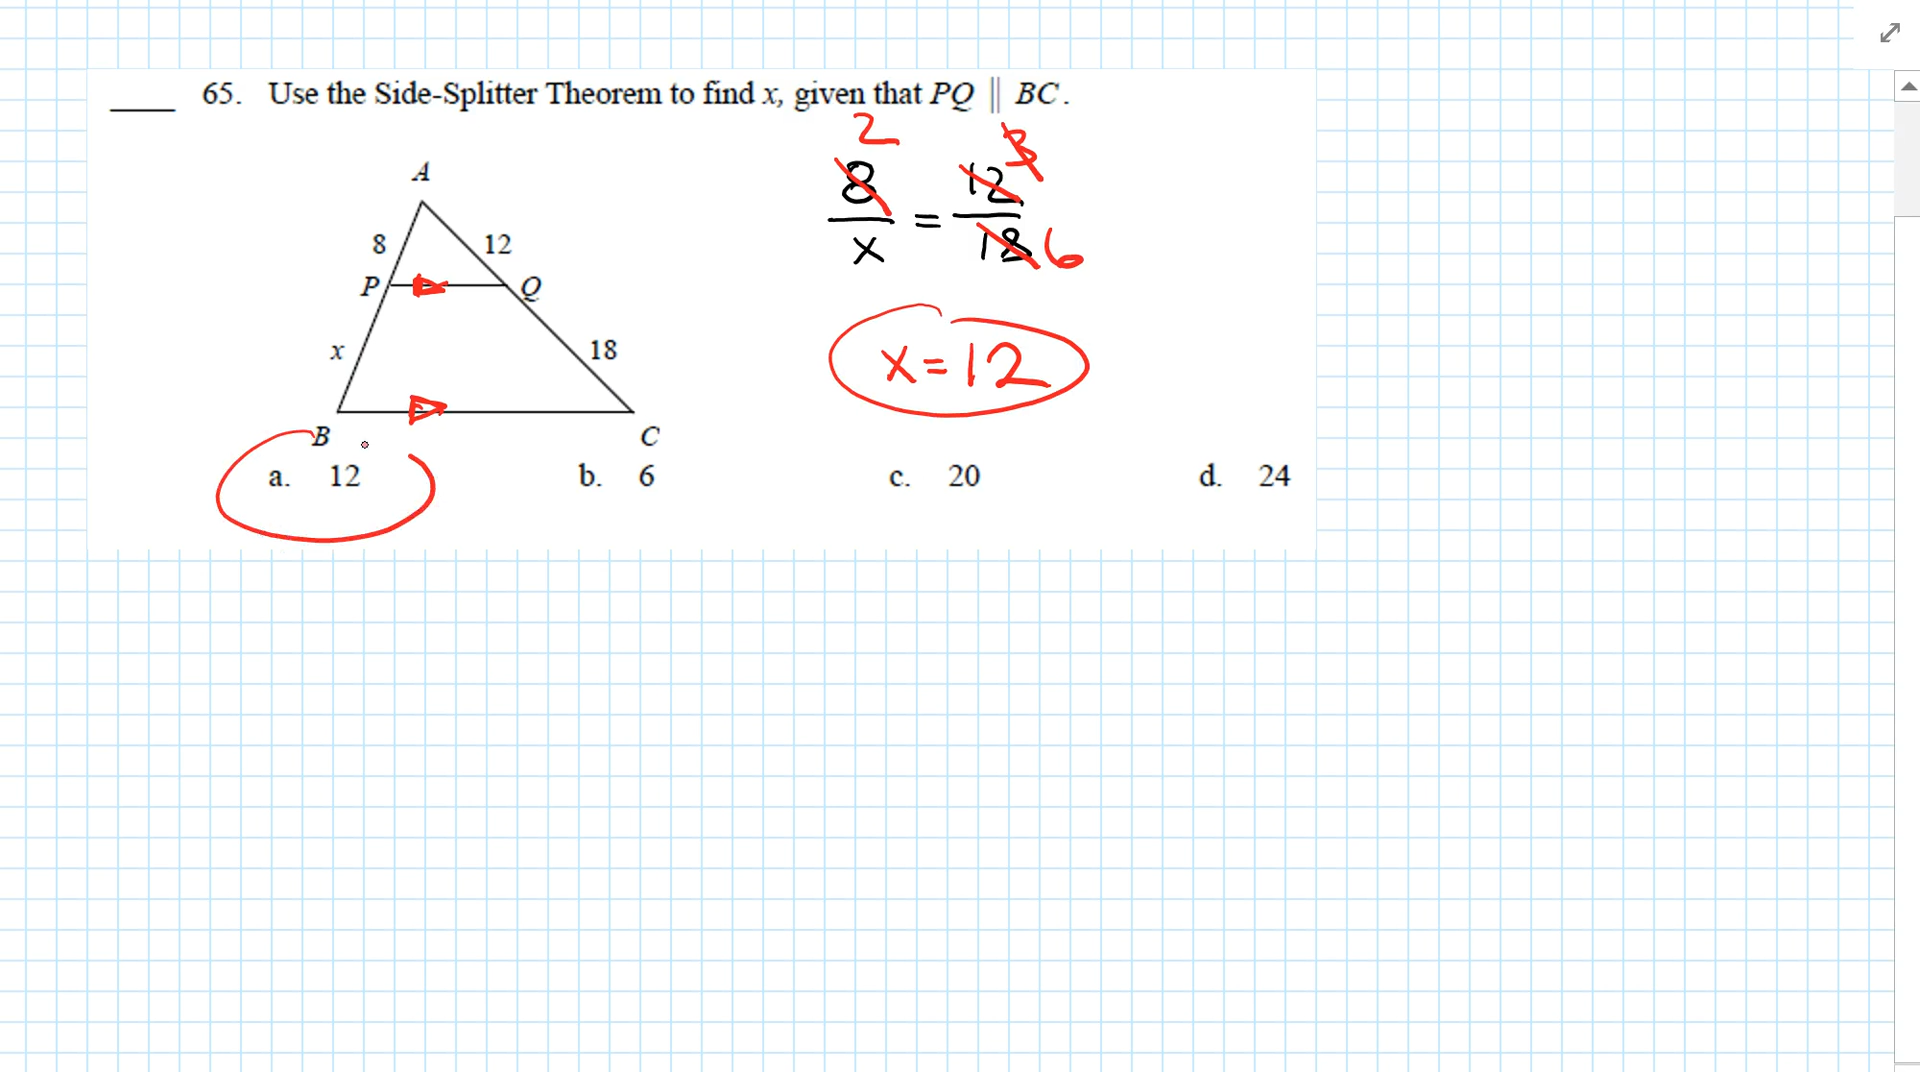 ____ 65. Use the Side-Splitter Theorem to find x, given that PQ || BC.
2 3
8/x = 12/18 6
A
8 12
P Q
x 18
x = 12
B C
a. 12 b. 6 c. 20 d. 24